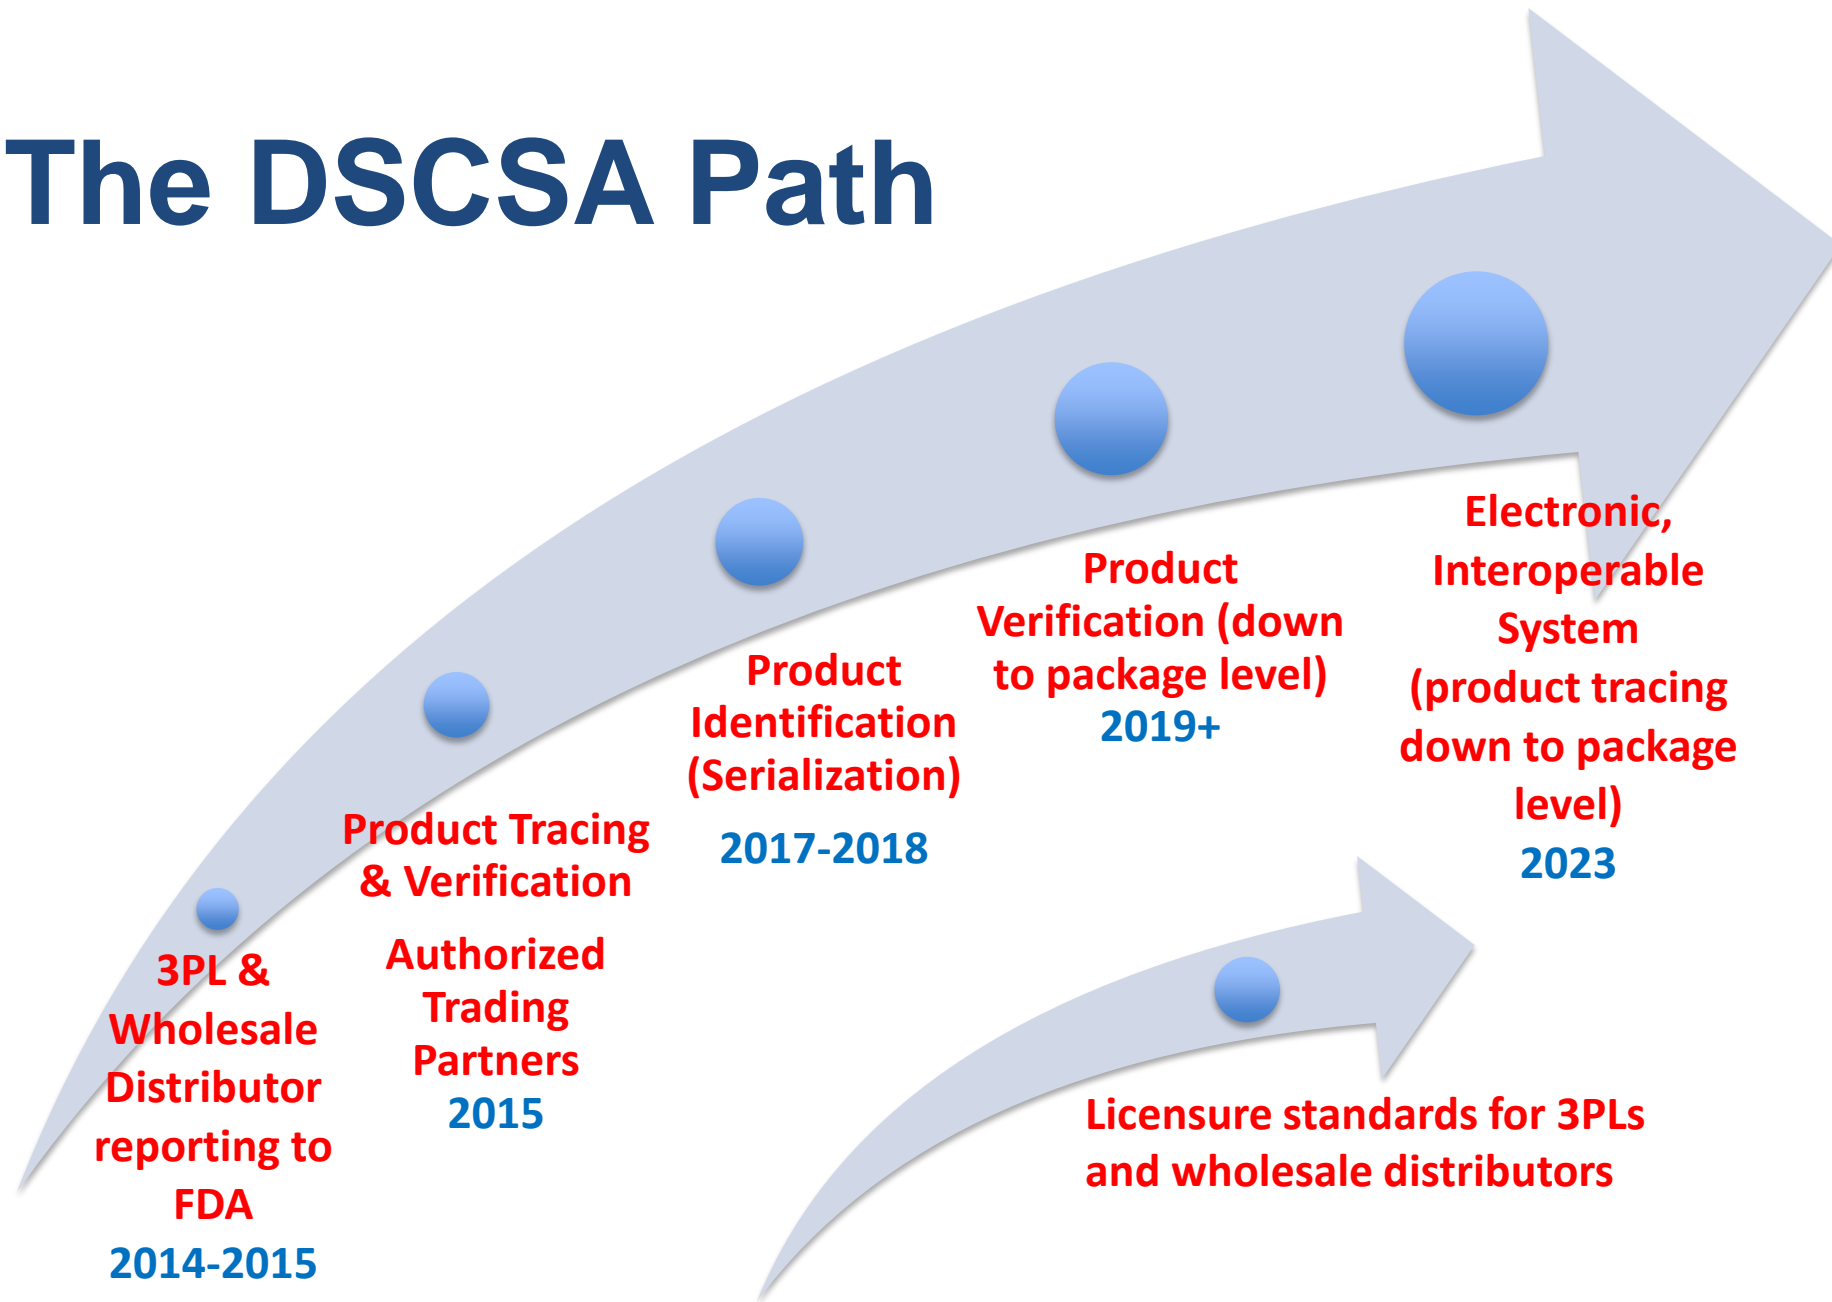 The DSCSA Path
3PL &
Wholesale
Distributor
reporting to
FDA
2014-2015
Product Tracing
& Verification
Authorized
Trading
Partners
2015
Product
Identification
(Serialization)
2017-2018
Product
Verification (down
to package level)
2019+
Electronic,
Interoperable
System
(product tracing
down to package
level)
2023
Licensure standards for 3PLs
and wholesale distributors